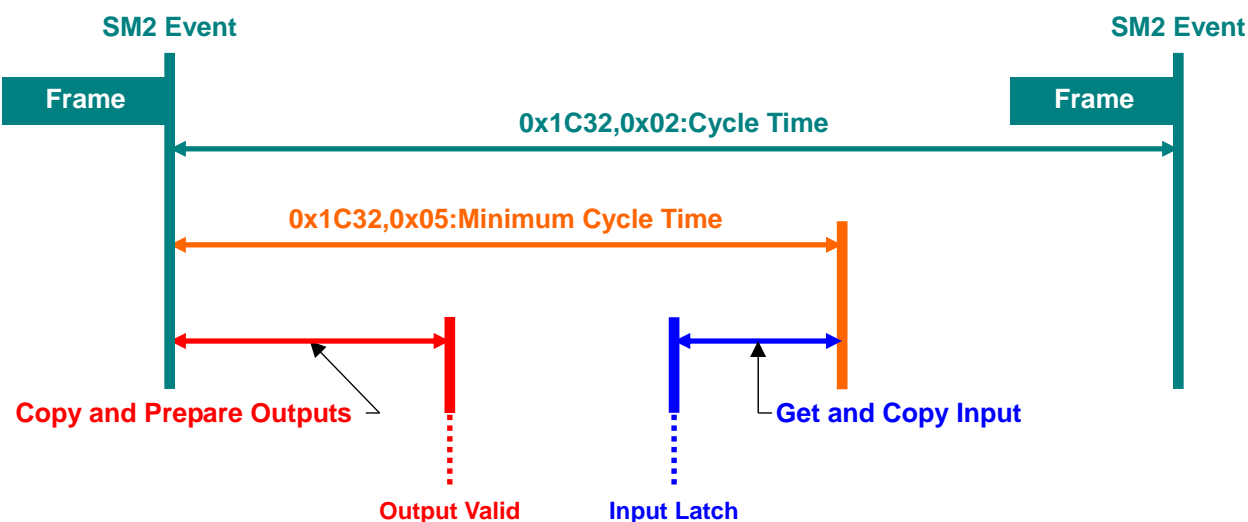 SM2 Event
SM2 Event
Frame
Frame
0x1C32,0x02:Cycle Time
0x1C32,0x05:Minimum Cycle Time
Copy and Prepare Outputs
Get and Copy Input
Output Valid
Input Latch